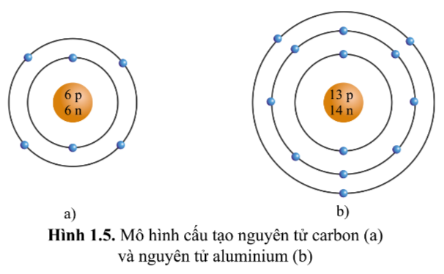 6 p
6 n
13 p
14 n
a)
b)
Hình 1.5. Mô hình cấu tạo nguyên tử carbon (a)
và nguyên tử aluminium (b)